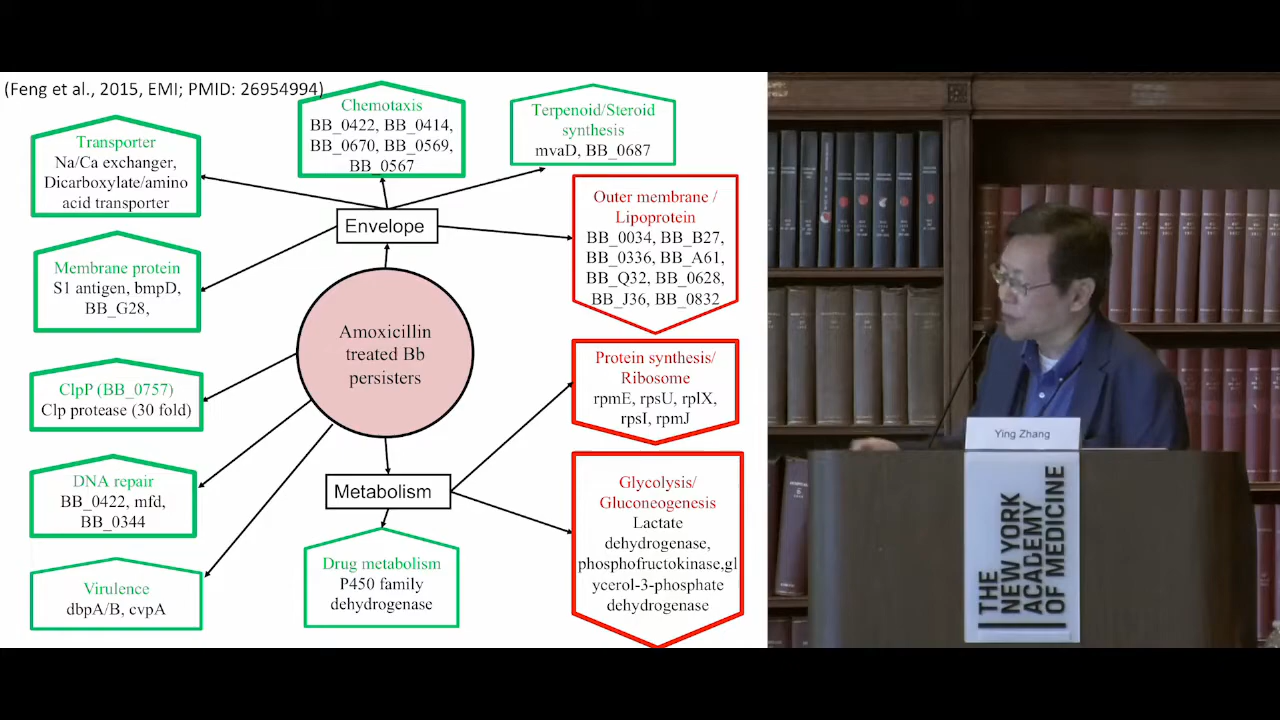 (Feng et al., 2015, EMI; PMID: 26954994)
Chemotaxis
BB_0422, BB_0414,
BB_0670, BB_0569,
BB_0567
Terpenoid/Steroid
synthesis
mvaD, BB_0687
Transporter
Na/Ca exchanger,
Dicarboxylate/amino
acid transporter
Envelope
Outer membrane /
Lipoprotein
BB_0034, BB_B27,
BB_0336, BB_A61,
BB_Q32, BB_0628,
BB_J36, BB_0832
Membrane protein
S1 antigen, bmpD,
BB_G28,
Amoxicillin
treated Bb
persisters
Protein synthesis/
Ribosome
rpmE, rpsU, rplX,
rpsI, rpmJ
ClpP (BB_0757)
Clp protease (30 fold)
DNA repair
BB_0422, mfd,
BB_0344
Metabolism
Glycolysis/
Gluconeogenesis
Lactate
dehydrogenase,
phosphofructokinase,gl
ycerol-3-phosphate
dehydrogenase
Virulence
dbpA/B, cvpA
Drug metabolism
P450 family
dehydrogenase
Ying Zhang
THE
NEW YORK
ACADEMY
OF MEDICINE